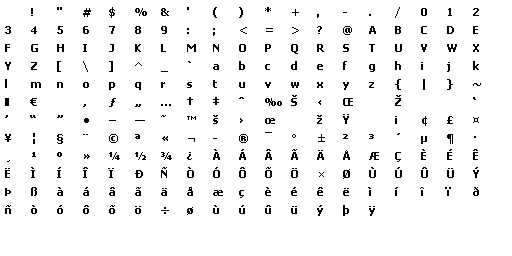 ! " # $ % & ' ( ) * + , - . / 0 1 2
3 4 5 6 7 8 9 : ; < = > ? @ A B C D E
F G H I J K L M N O P Q R S T U V W X
Y Z [ \ ] ^ _ ` a b c d e f g h i j k
l m n o p q r s t u v w x y z { | } ~
▮ € , ƒ „ … † ‡ ˆ ‰ Š ‹ Œ Ž ‘
’ “ ” • – — ˜ ™ š › œ ž Ÿ ¡ ¢ £ ¤
¥ ¦ § ¨ © ª « ¬ - ® ¯ ° ± ² ³ ´ µ ¶ ·
¸ ¹ º » ¼ ½ ¾ ¿ À Á Â Ã Ä Å Æ Ç È É Ê
Ë Ì Í Î Ï Ð Ñ Ò Ó Ô Õ Ö × Ø Ù Ú Û Ü Ý
Þ ß à á â ã ä å æ ç è é ê ë ì í î ï ð
ñ ò ó ô õ ö ÷ ø ù ú û ü ý þ ÿ